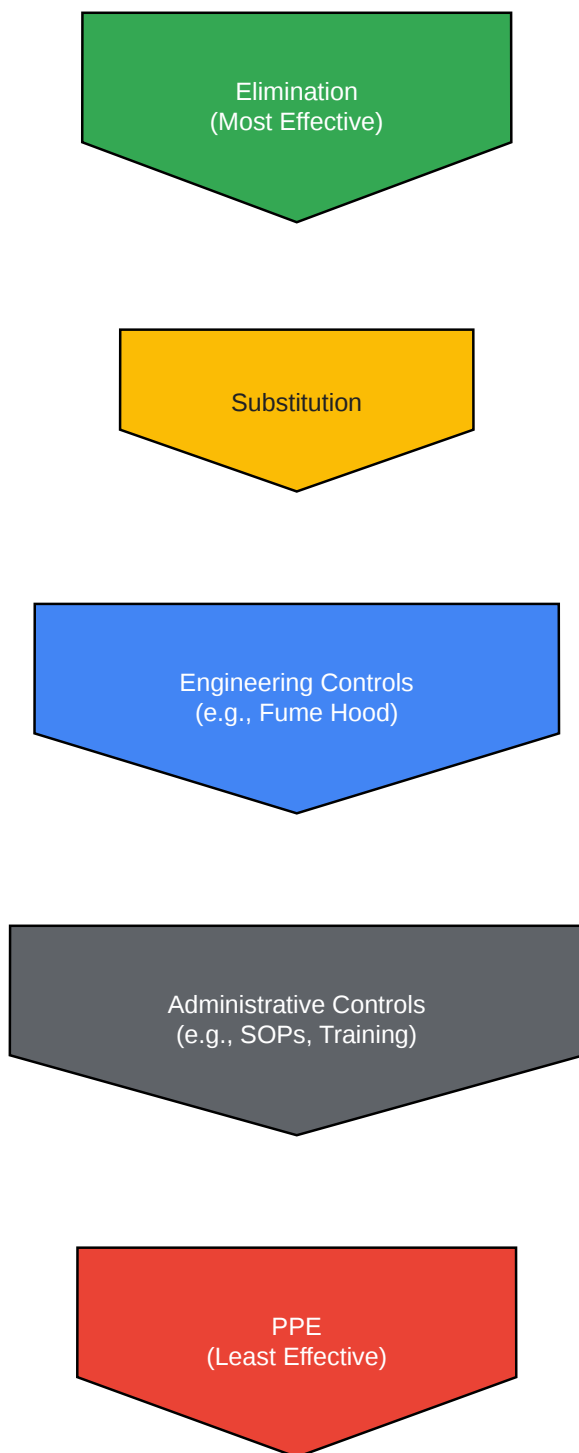 Elimination
(Most Effective)
Substitution
Engineering Controls
(e.g., Fume Hood)
Administrative Controls
(e.g., SOPs, Training)
PPE
(Least Effective)